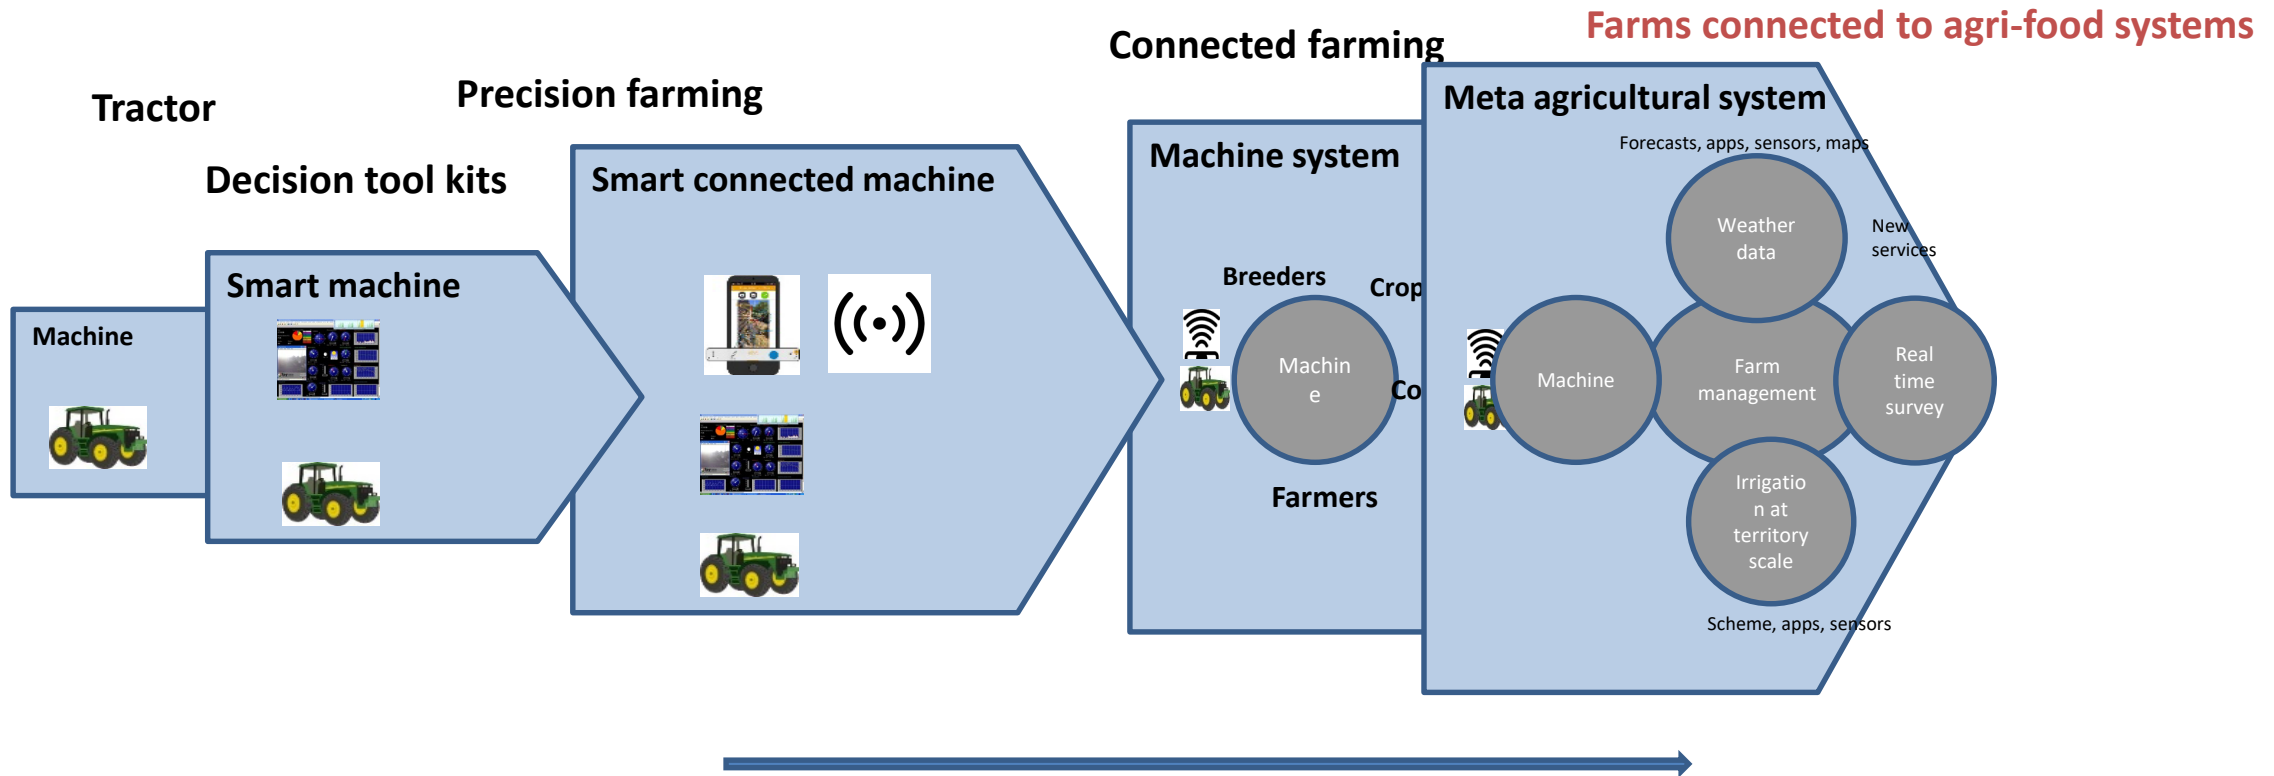 Farms connected to agri-food systems
Connected farming
Precision farming
Tractor
Decision tool kits
Meta agricultural system
Machine system
Smart connected machine
Smart machine
Machine
Forecasts, apps, sensors, maps
Weather
data
New
services
Breeders
Crop
Machin
e
Co
Farmers
Machine
Farm
management
Real
time
survey
Irrigatio
n at
territory
scale
Scheme, apps, sensors